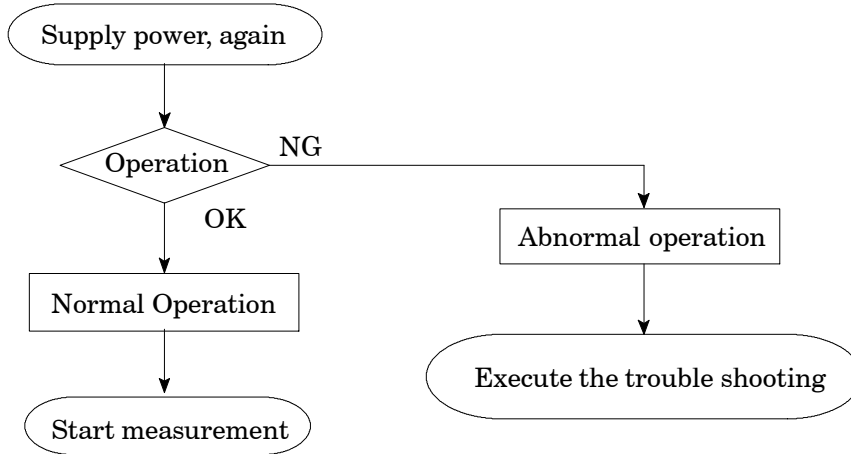 Supply power, again
Operation
NG
OK
Abnormal operation
Normal Operation
Execute the trouble shooting
Start measurement